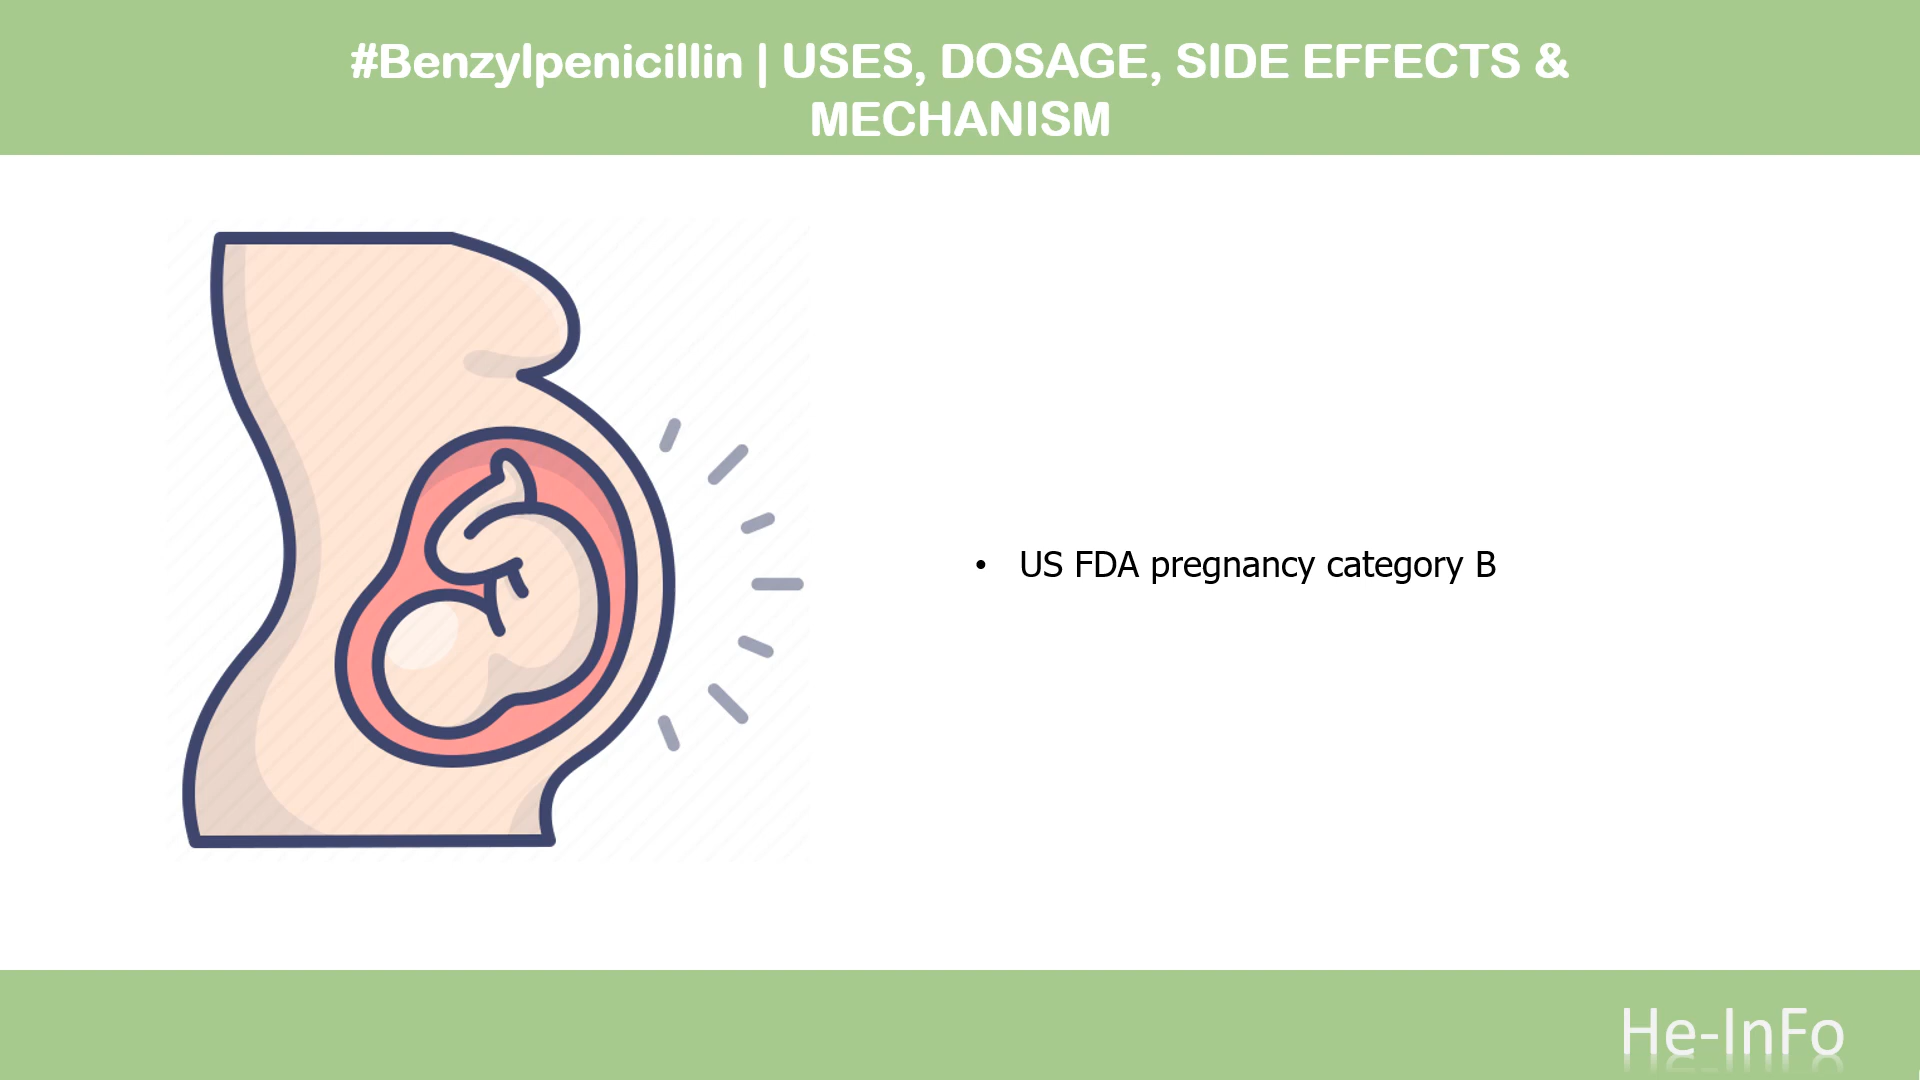 #Benzylpenicillin | USES, DOSAGE, SIDE EFFECTS &
MECHANISM
• US FDA pregnancy category B
He-InFo